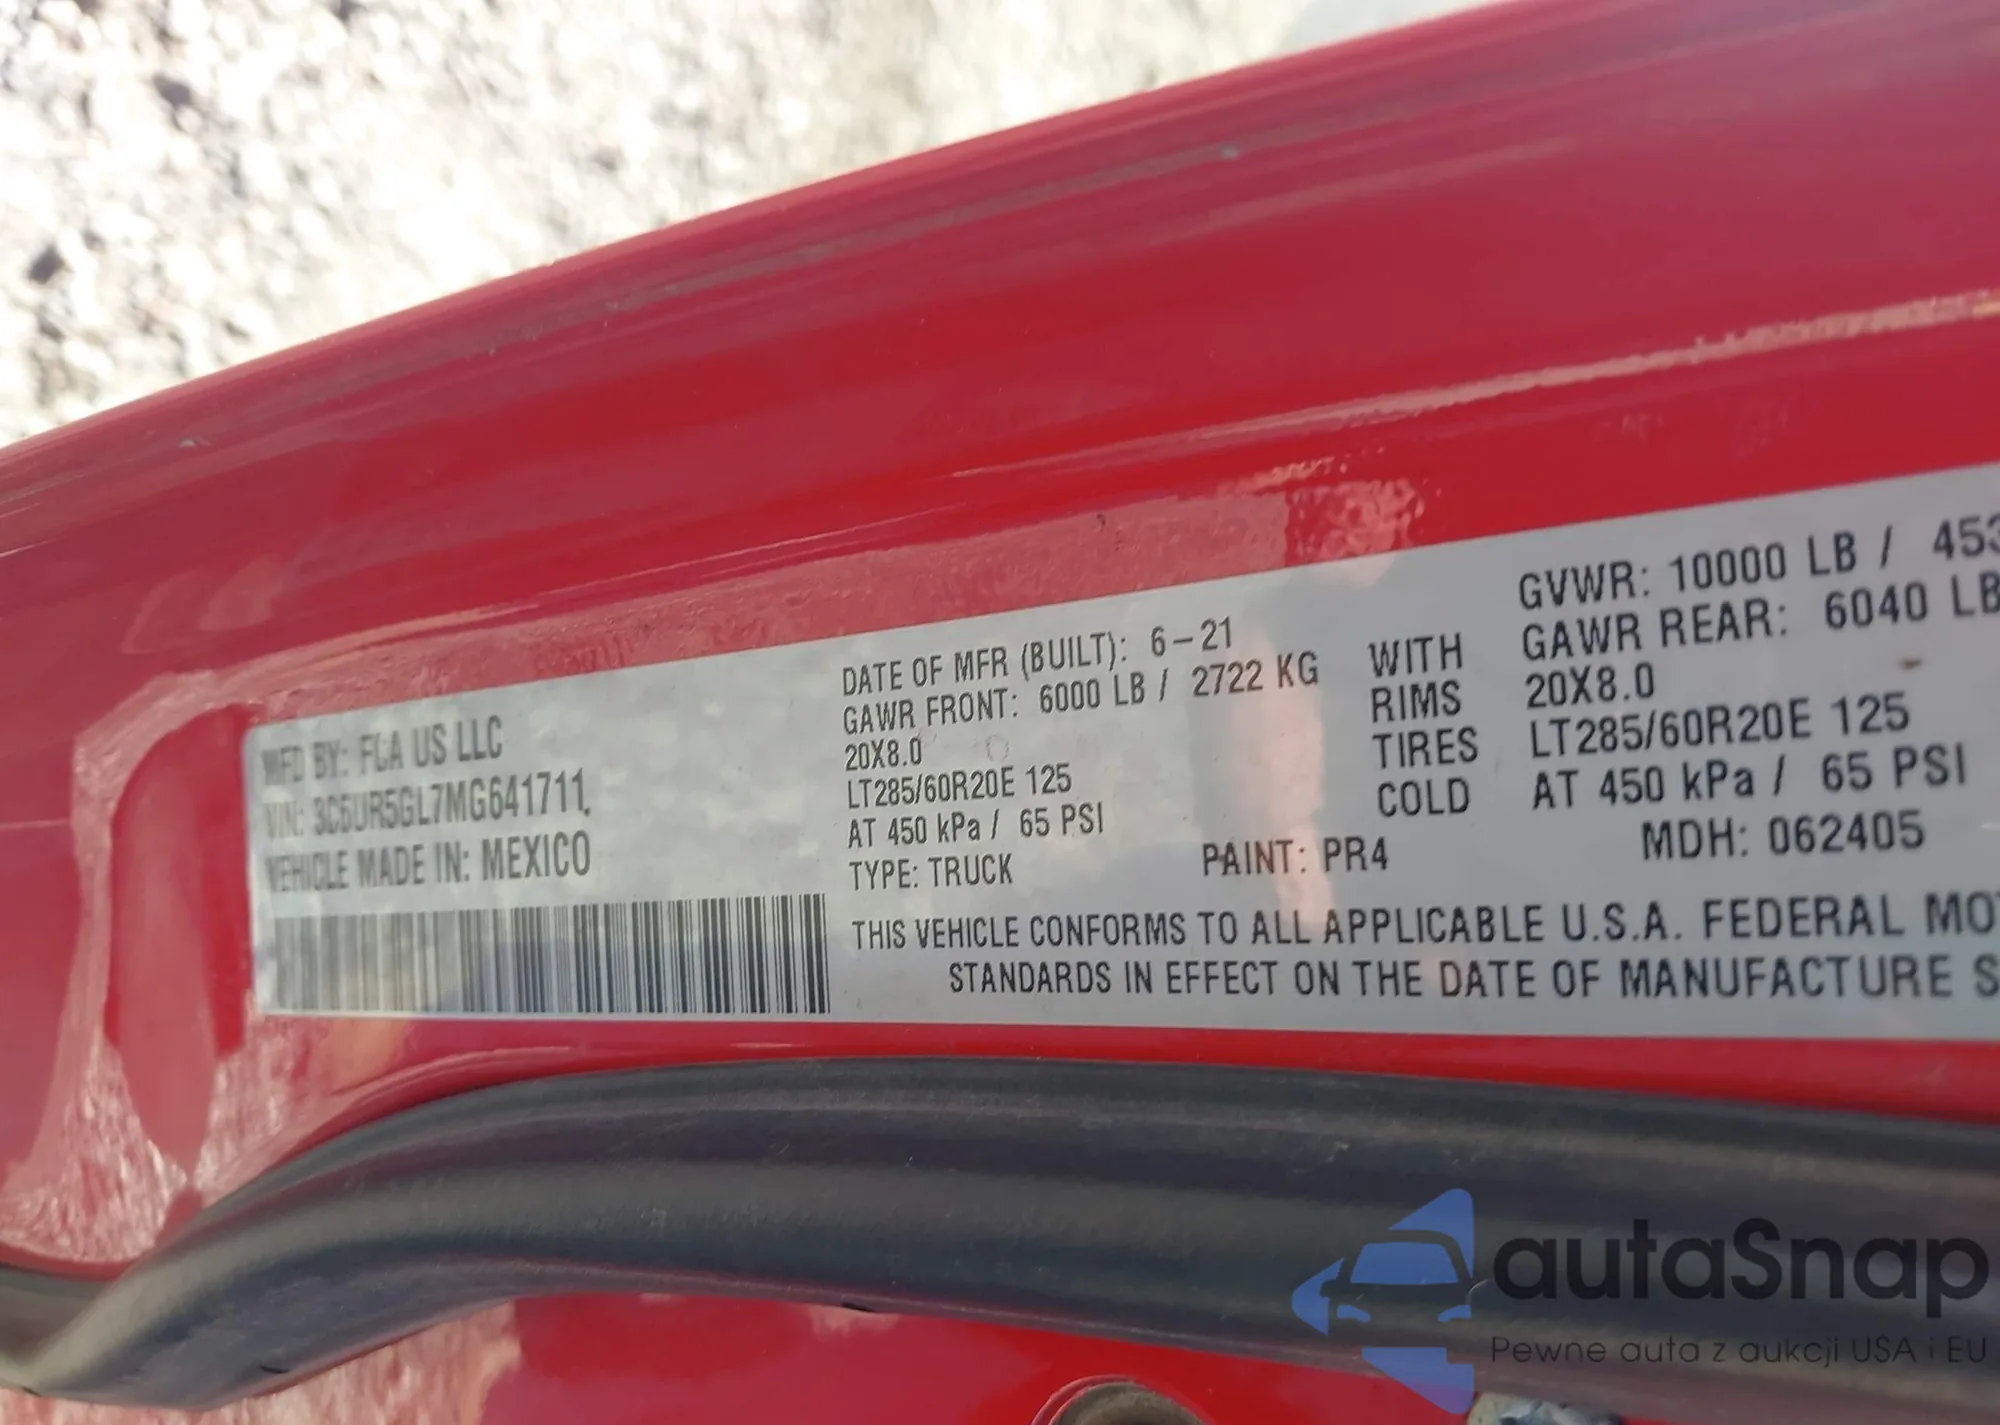 MFD BY: FCA US LLC
VIN: 3C6UR5GL7MG641711.
VEHICLE MADE IN: MEXICO
DATE OF MFR (BUILT): 6-21
GAWR FRONT: 6000 LB / 2722 KG
20X8.0
LT285/60R20E 125
AT 450 kPa / 65 PSI
TYPE: TRUCK
WITH
RIMS
TIRES
COLD
GVWR: 10000 LB / 453
GAWR REAR: 6040 LB
20X8.0
LT285/60R20E 125
AT 450 kPa / 65 PSI
PAINT: PR4
MDH: 062405
THIS VEHICLE CONFORMS TO ALL APPLICABLE U.S.A. FEDERAL MO
STANDARDS IN EFFECT ON THE DATE OF MANUFACTURE S
autaSnap
Pewne auta z aukcji USA i EU